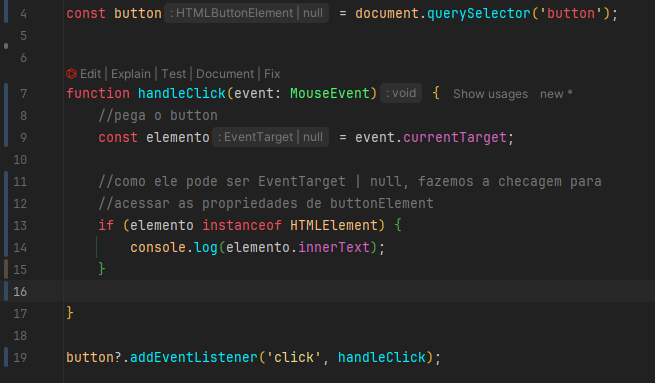 4 const button : HTMLButtonElement | null = document.querySelector('button');
5
6
Edit | Explain | Test | Document | Fix
7 function handleClick(event: MouseEvent) : void { Show usages new *
8 //pega o button
9 const elemento : EventTarget | null = event.currentTarget;
10
11 //como ele pode ser EventTarget | null, fazemos a checagem para
12 //acessar as propriedades de buttonElement
13 if (elemento instanceof HTMLElement) {
14 console.log(elemento.innerText);
15 }
16
17 }
18
19 button?.addEventListener('click', handleClick);